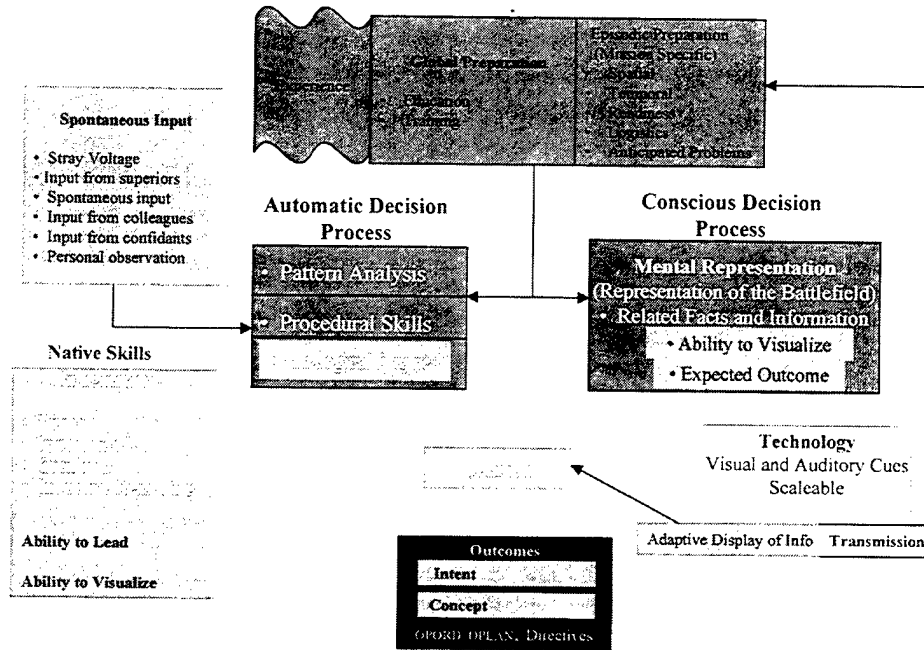 Experience
Global Preparation
Education
Training
Episodic Preparation
(Mission Specific)
Spatial
Temporal
Readiness
Logistics
Anticipated Problems
Spontaneous Input
• Stray Voltage
• Input from superiors
• Spontaneous input
• Input from colleagues
• Input from confidants
• Personal observation
Automatic Decision
Process
• Pattern Analysis
• Procedural Skills
Conscious Decision
Process
Mental Representation
(Representation of the Battlefield)
• Related Facts and Information
• Ability to Visualize
• Expected Outcome
Native Skills
Ability to Lead
Ability to Visualize
Technology
Visual and Auditory Cues
Scaleable
Adaptive Display of Info Transmission
Outcomes
Intent
Concept
OPORD OPLAN, Directives